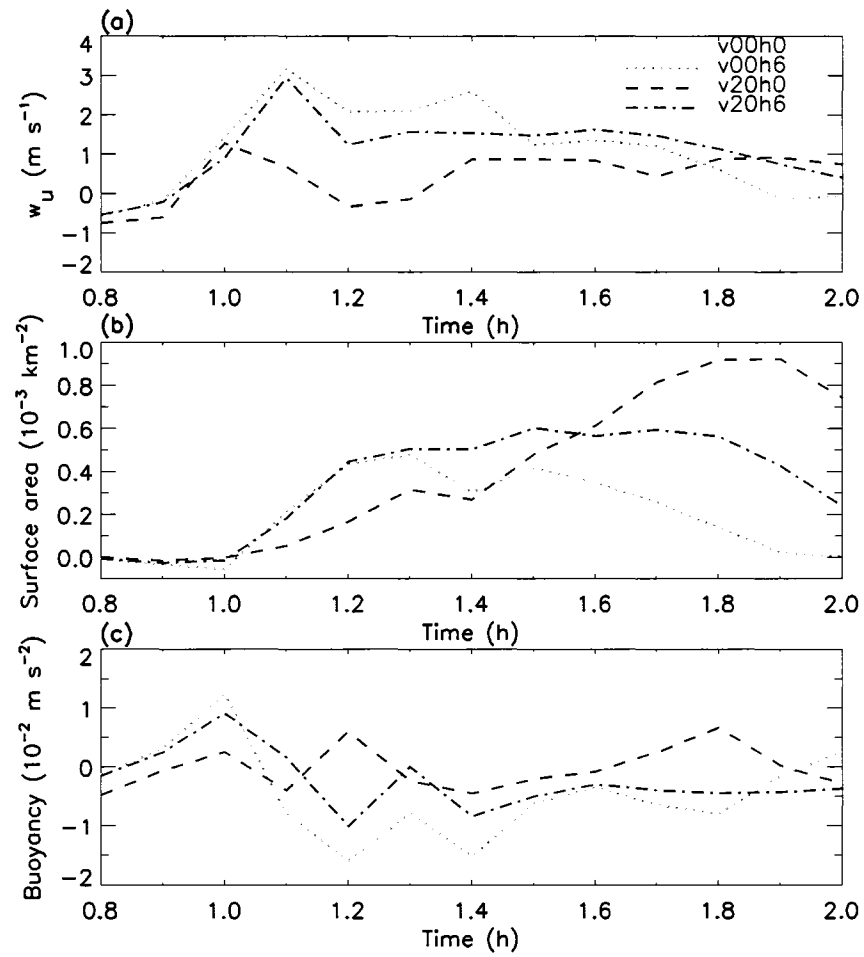 (a)
4
3
2
1
0
−1
−2
w_u (m s⁻¹)
v00h0
v00h6
v20h0
v20h6
0.8 1.0 1.2 1.4 1.6 1.8 2.0
Time (h)
(b)
1.0
0.8
0.6
0.4
0.2
0.0
Surface area (10⁻³ km⁻²)
0.8 1.0 1.2 1.4 1.6 1.8 2.0
Time (h)
(c)
2
1
0
−1
−2
Buoyancy (10⁻² m s⁻²)
0.8 1.0 1.2 1.4 1.6 1.8 2.0
Time (h)